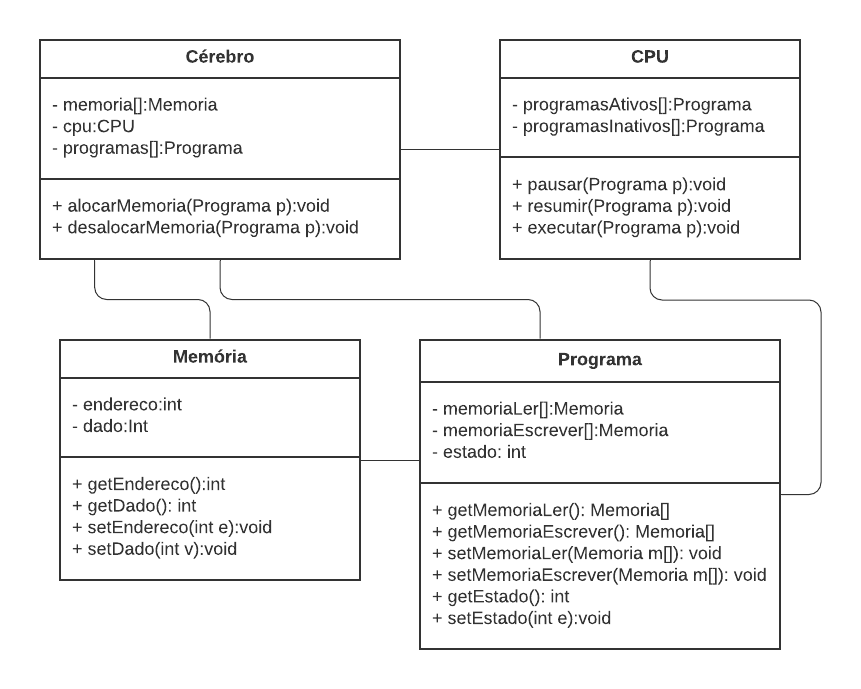 Cérebro
- memoria[]:Memoria
- cpu:CPU
- programas[]:Programa
+ alocarMemoria(Programa p):void
+ desalocarMemoria(Programa p):void
CPU
- programasAtivos[]:Programa
- programasInativos[]:Programa
+ pausar(Programa p):void
+ resumir(Programa p):void
+ executar(Programa p):void
Memória
- endereco:int
- dado:Int
+ getEndereco():int
+ getDado(): int
+ setEndereco(int e):void
+ setDado(int v):void
Programa
- memoriaLer[]:Memoria
- memoriaEscrever[]:Memoria
- estado: int
+ getMemoriaLer(): Memoria[]
+ getMemoriaEscrever(): Memoria[]
+ setMemoriaLer(Memoria m[]): void
+ setMemoriaEscrever(Memoria m[]): void
+ getEstado(): int
+ setEstado(int e):void